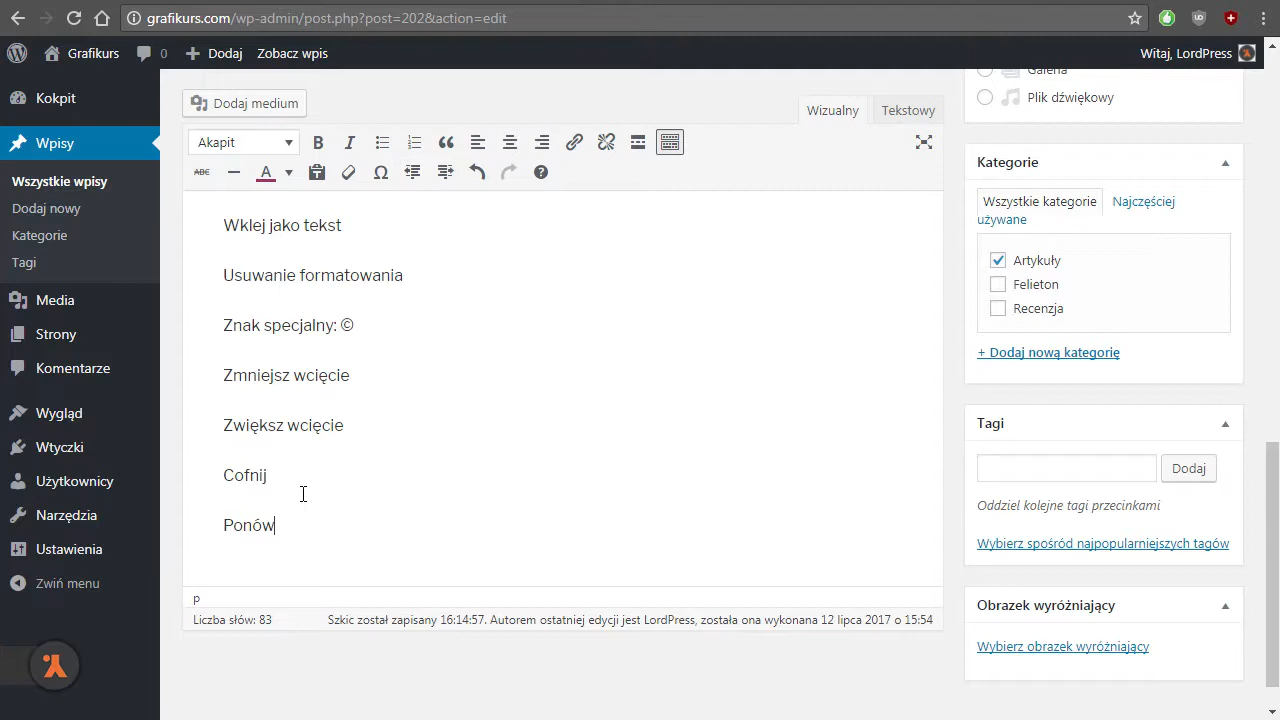 grafikurs.com/wp-admin/post.php?post=202&action=edit
Grafikurs
0
Dodaj
Zobacz wpis
Witaj, LordPress
Kokpit
Wpisy
Wszystkie wpisy
Dodaj nowy
Kategorie
Tagi
Media
Strony
Komentarze
Wygląd
Wtyczki
Użytkownicy
Narzędzia
Ustawienia
Zwiń menu
Dodaj medium
Wizualny
Tekstowy
Akapit
B I
ABC A
Wklej jako tekst
Usuwanie formatowania
Znak specjalny: ©
Zmniejsz wcięcie
Zwiększ wcięcie
Cofnij
Ponów
p
Liczba słów: 83
Szkic został zapisany 16:14:57. Autorem ostatniej edycji jest LordPress, została ona wykonana 12 lipca 2017 o 15:54
Galeria
Plik dźwiękowy
Kategorie
Wszystkie kategorie
Najczęściej
używane
Artykuły
Felieton
Recenzja
+ Dodaj nową kategorię
Tagi
Dodaj
Oddziel kolejne tagi przecinkami
Wybierz spośród najpopularniejszych tagów
Obrazek wyróżniający
Wybierz obrazek wyróżniający